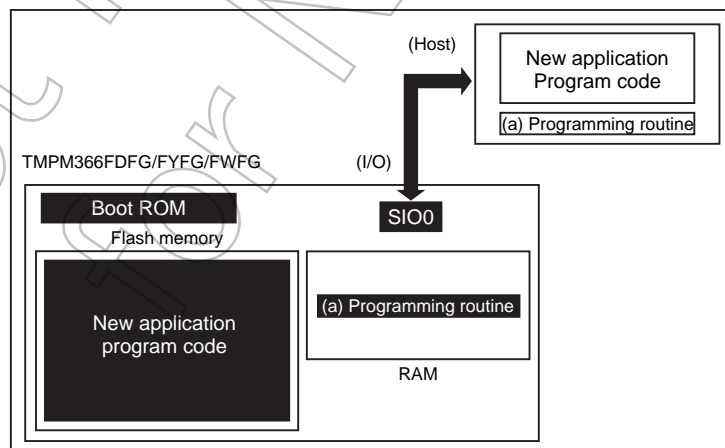 (Host)
New application
Program code
(a) Programming routine
TMPM366FDFG/FYFG/FWFG
(I/O)
Boot ROM
SIO0
Flash memory
New application
program code
(a) Programming routine
RAM